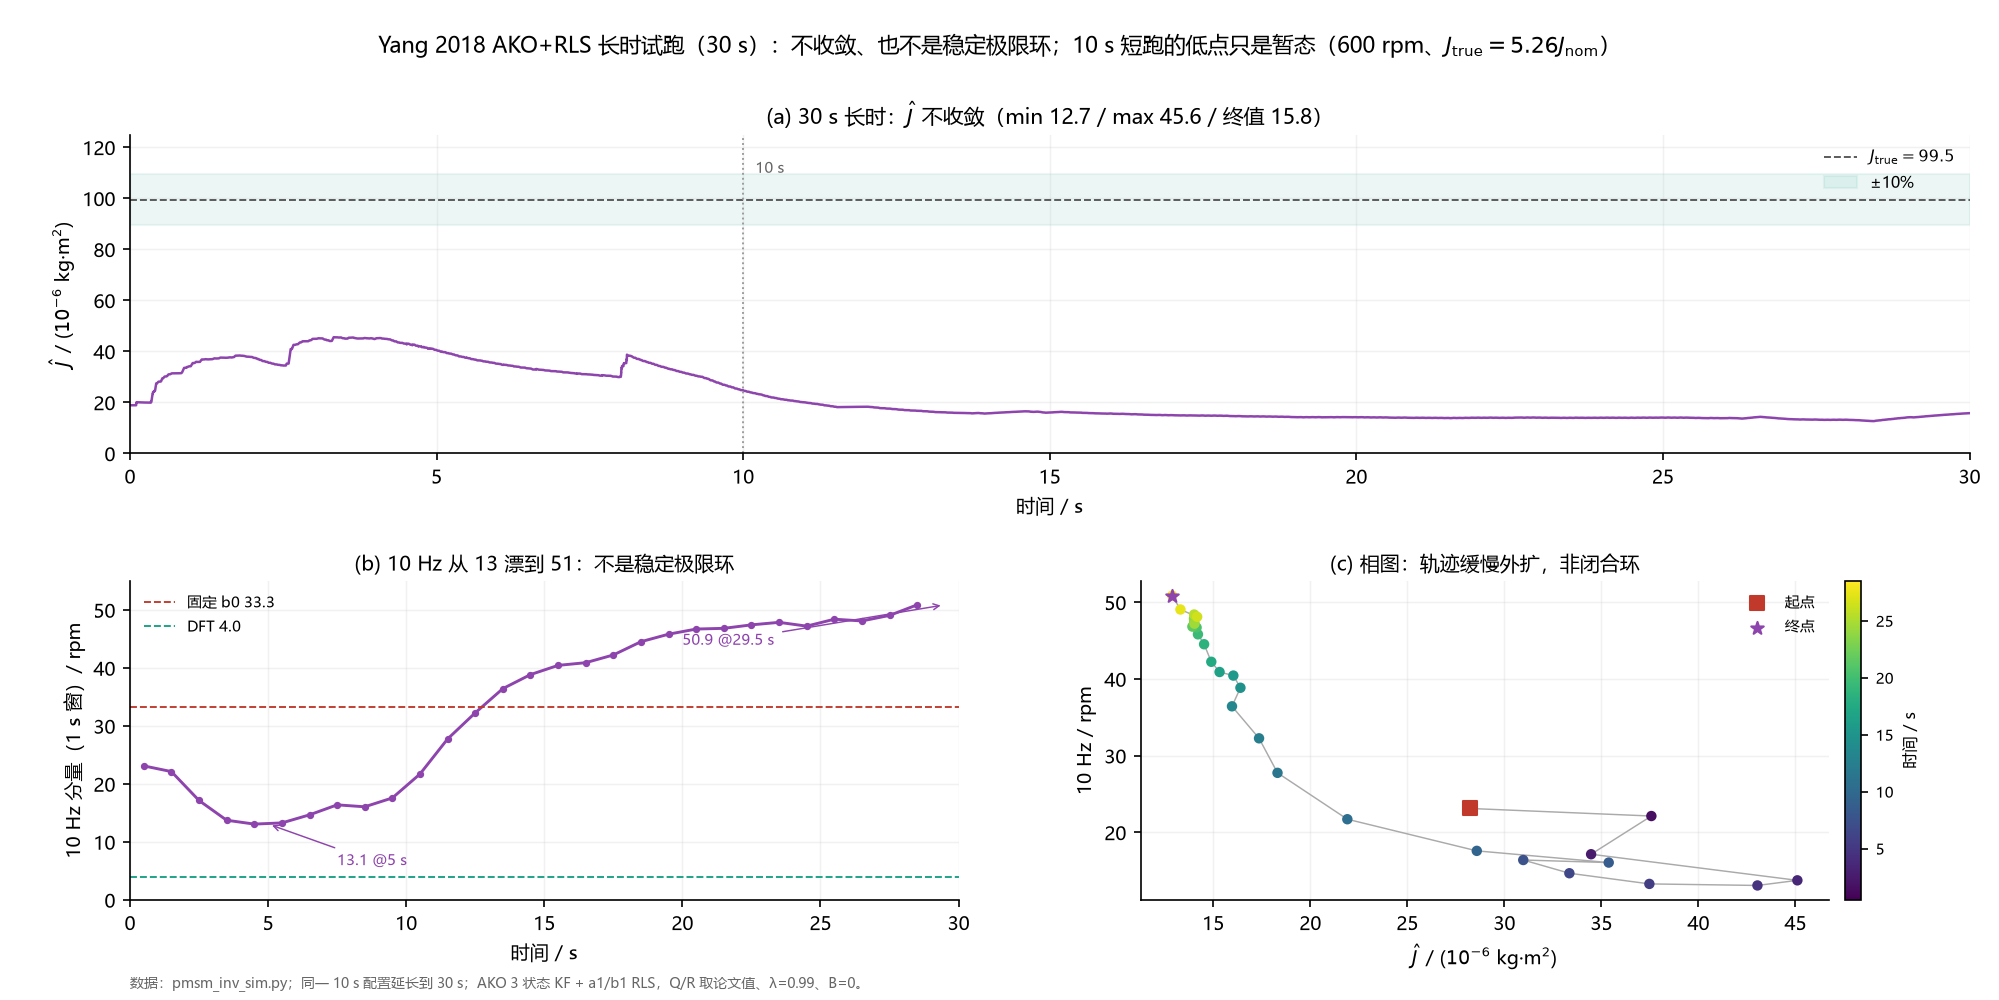 Yang 2018 AKO+RLS 长时试跑（30 s）：不收敛、也不是稳定极限环；10 s 短跑的低点只是暂态（600 rpm、J_true = 5.26J_nom）
(a) 30 s 长时：Ĵ 不收敛（min 12.7 / max 45.6 / 终值 15.8）
Ĵ / (10⁻⁶ kg·m²)
120
100
80
60
40
20
0
10 s
J_true = 99.5
±10%
0 5 10 15 20 25 30
时间 / s
(b) 10 Hz 从 13 漂到 51：不是稳定极限环
10 Hz 分量（1 s 窗）/ rpm
50
40
30
20
10
0
固定 b0 33.3
DFT 4.0
50.9 @29.5 s
13.1 @5 s
0 5 10 15 20 25 30
时间 / s
(c) 相图：轨迹缓慢外扩，非闭合环
10 Hz / rpm
50
40
30
20
起点
终点
15 20 25 30 35 40 45
Ĵ / (10⁻⁶ kg·m²)
25
20
15
10
5
时间 / s
数据：pmsm_inv_sim.py；同一 10 s 配置延长到 30 s；AKO 3 状态 KF + a1/b1 RLS，Q/R 取论文值、λ=0.99、B=0。